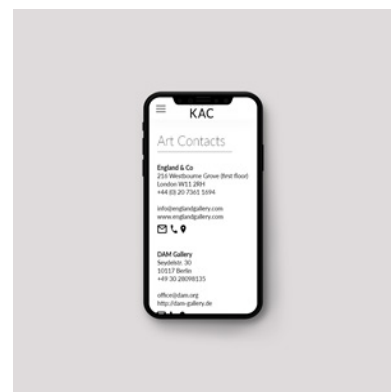 KAC
Art Contacts
England & Co
216 Westbourne Grove (first floor)
London W11 2RH
+44 (0) 20 7361 1694
info@englandgallery.com
www.englandgallery.com
DAM Gallery
Seydelstr. 30
10117 Berlin
+49 30 28098135
office@dam.org
http://dam-gallery.de